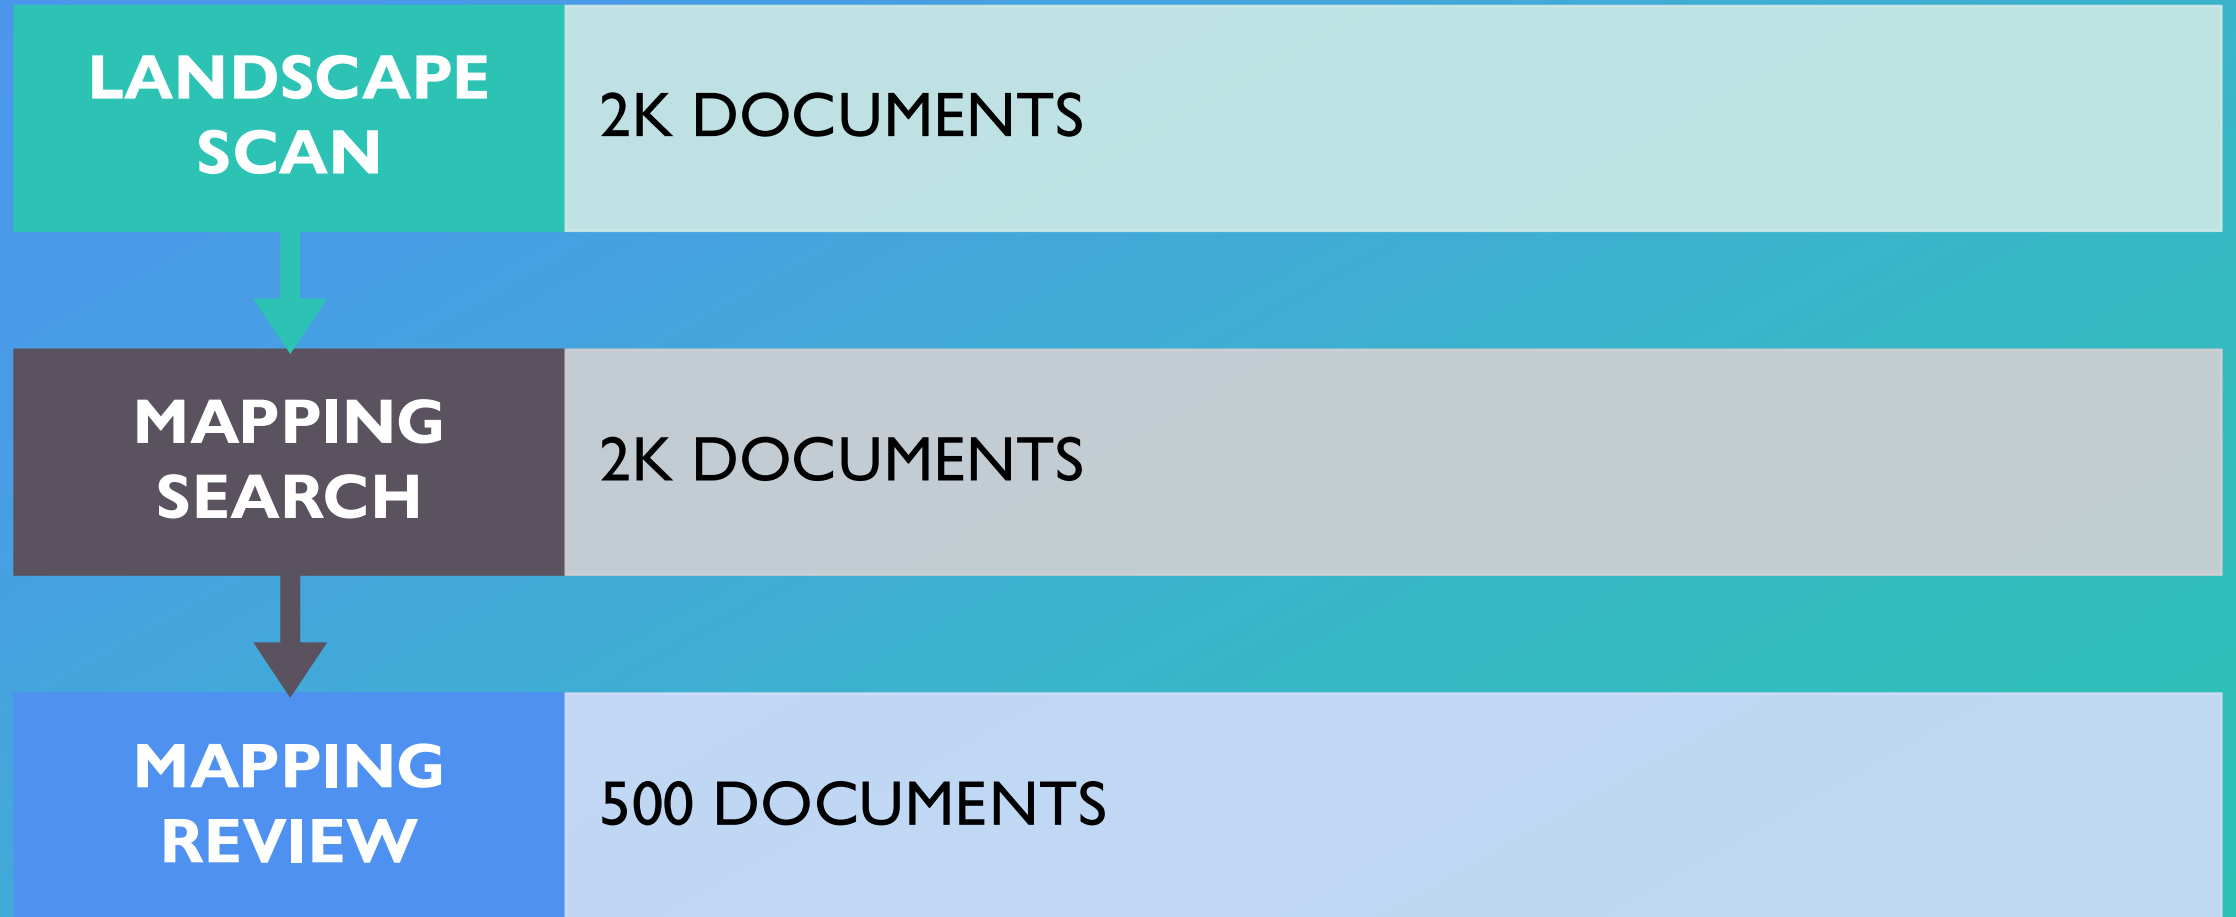 LANDSCAPE
SCAN
2K DOCUMENTS
MAPPING
SEARCH
2K DOCUMENTS
MAPPING
REVIEW
500 DOCUMENTS